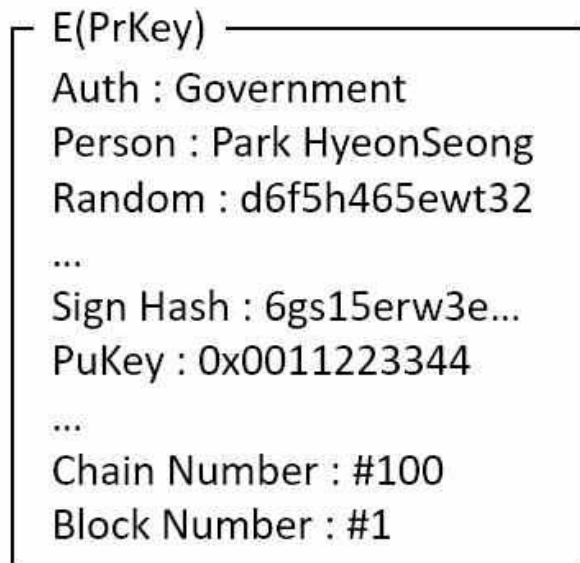 E(PrKey)
Auth : Government
Person : Park HyeonSeong
Random : d6f5h465ewt32
...
Sign Hash : 6gs15erw3e...
PuKey : 0x0011223344
...
Chain Number : #100
Block Number : #1